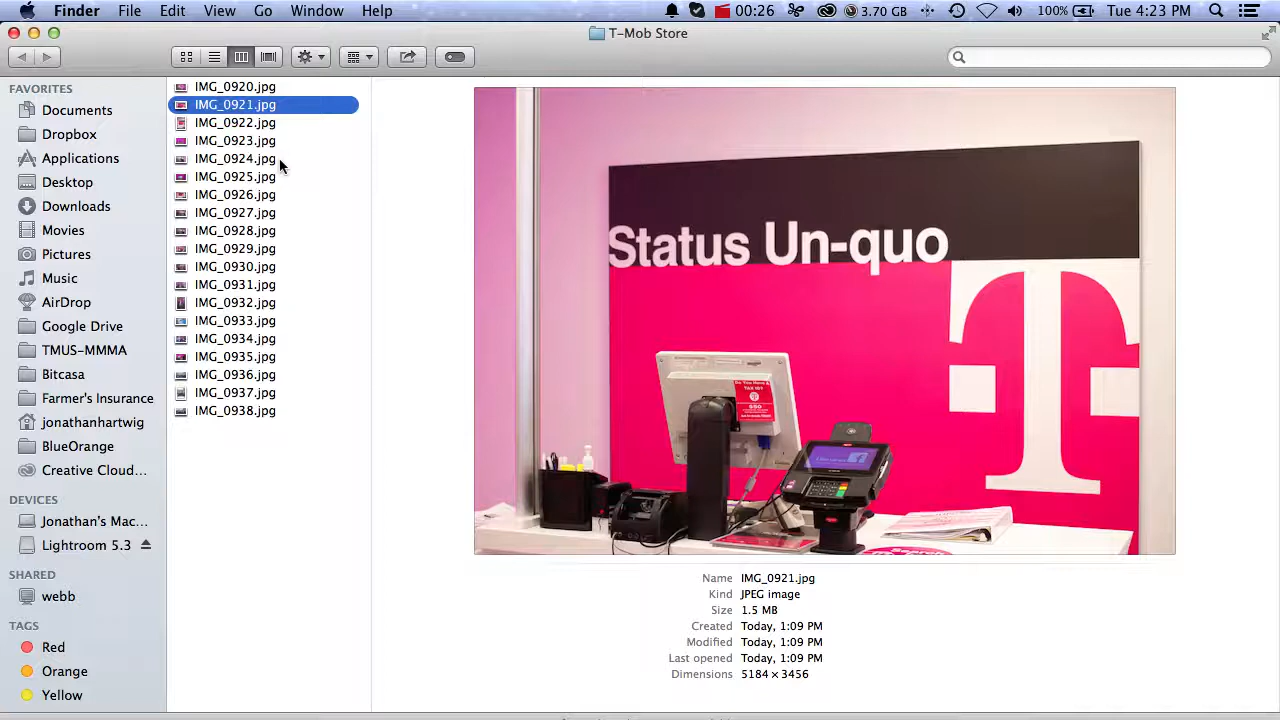 Finder File Edit View Go Window Help 00:26 3.70 GB 100% Tue 4:23 PM
T-Mob Store
FAVORITES
Documents
Dropbox
Applications
Desktop
Downloads
Movies
Pictures
Music
AirDrop
Google Drive
TMUS-MMMA
Bitcasa
Farmer's Insurance
jonathanhartwig
BlueOrange
Creative Cloud...
DEVICES
Jonathan's Mac...
Lightroom 5.3
SHARED
webb
TAGS
Red
Orange
Yellow
IMG_0920.jpg
IMG_0921.jpg
IMG_0922.jpg
IMG_0923.jpg
IMG_0924.jpg
IMG_0925.jpg
IMG_0926.jpg
IMG_0927.jpg
IMG_0928.jpg
IMG_0929.jpg
IMG_0930.jpg
IMG_0931.jpg
IMG_0932.jpg
IMG_0933.jpg
IMG_0934.jpg
IMG_0935.jpg
IMG_0936.jpg
IMG_0937.jpg
IMG_0938.jpg
Status Un-quo
T
Do You Have A
TAX ID?
Name IMG_0921.jpg
Kind JPEG image
Size 1.5 MB
Created Today, 1:09 PM
Modified Today, 1:09 PM
Last opened Today, 1:09 PM
Dimensions 5184 × 3456